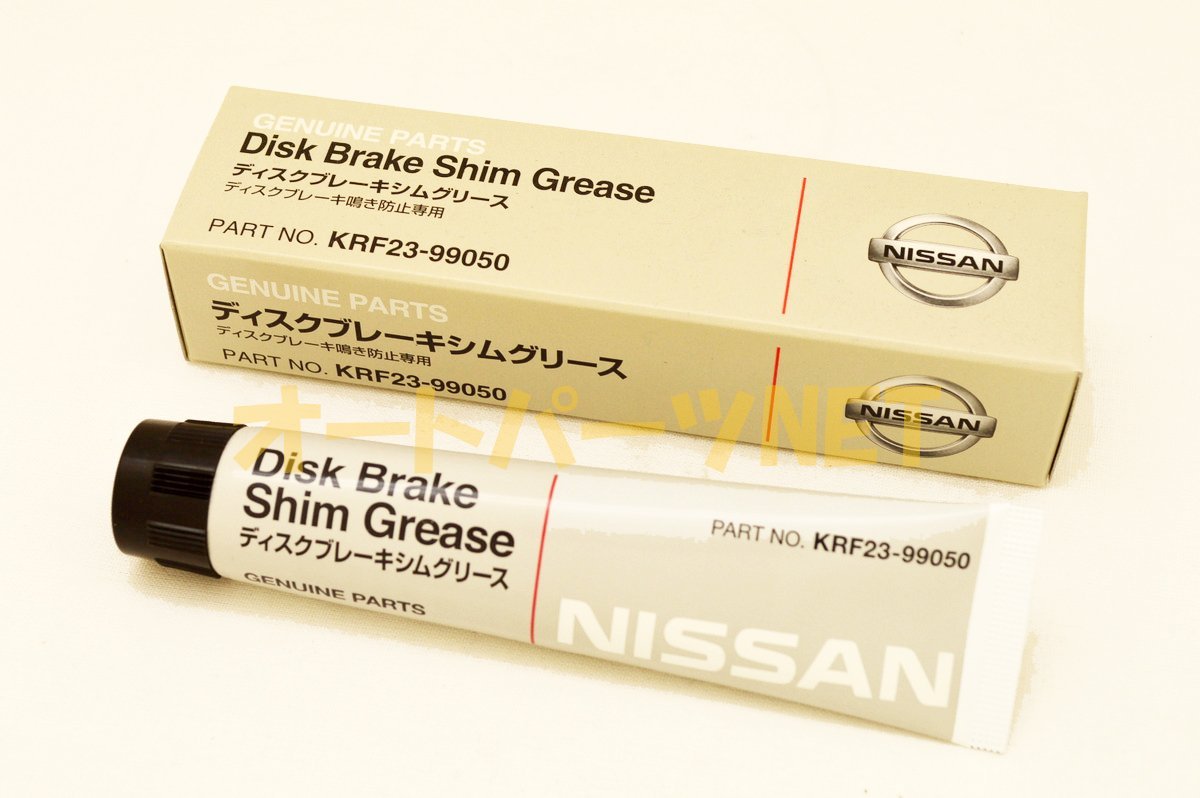 GENUINE PARTS
Disk Brake Shim Grease
ディスクブレーキシムグリース
ディスクブレーキ鳴き防止専用
PART NO. KRF23-99050
NISSAN
GENUINE PARTS
ディスクブレーキシムグリース
ディスクブレーキ鳴き防止専用
PART NO. KRF23-99050
NISSAN
オートパーツNET
Disk Brake
Shim Grease
ディスクブレーキシムグリース
GENUINE PARTS
PART NO. KRF23-99050
NISSAN